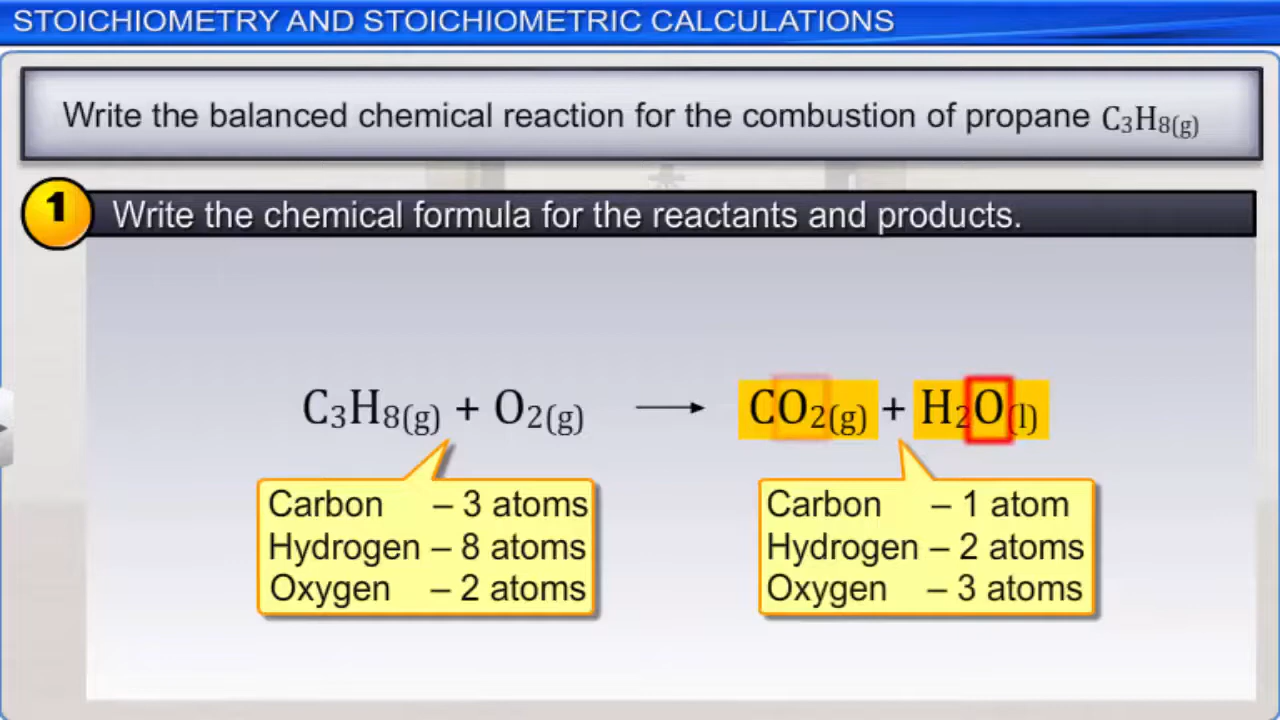 STOICHIOMETRY AND STOICHIOMETRIC CALCULATIONS
Write the balanced chemical reaction for the combustion of propane C₃H₈(g)
1 Write the chemical formula for the reactants and products.
C₃H₈(g) + O₂(g) → CO₂(g) + H₂O(l)
Carbon – 3 atoms
Hydrogen – 8 atoms
Oxygen – 2 atoms
Carbon – 1 atom
Hydrogen – 2 atoms
Oxygen – 3 atoms